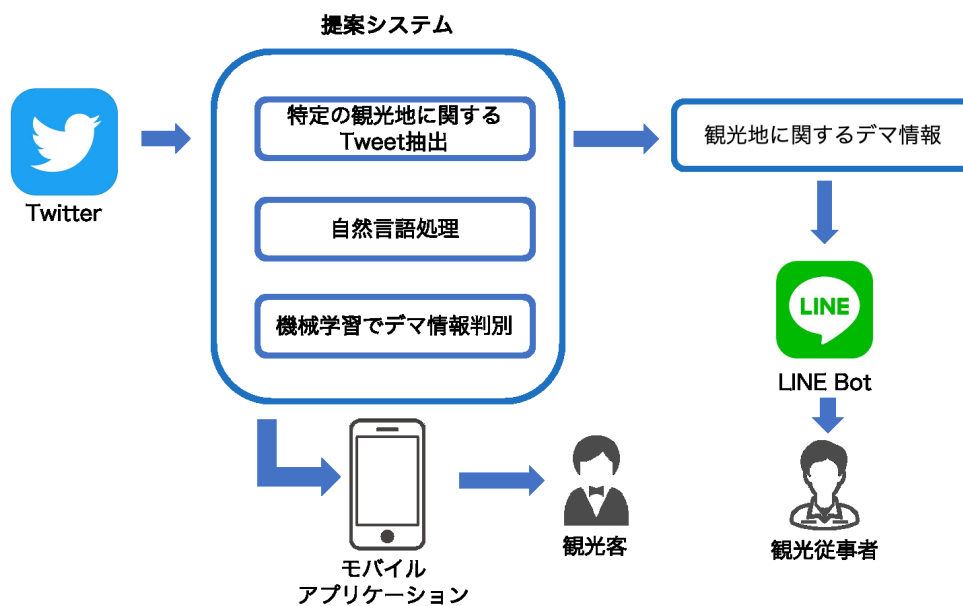 提案システム
特定の観光地に関する
Tweet抽出
自然言語処理
機械学習でデマ情報判別
Twitter
観光地に関するデマ情報
LINE
LINE Bot
モバイル
アプリケーション
観光客
観光従事者